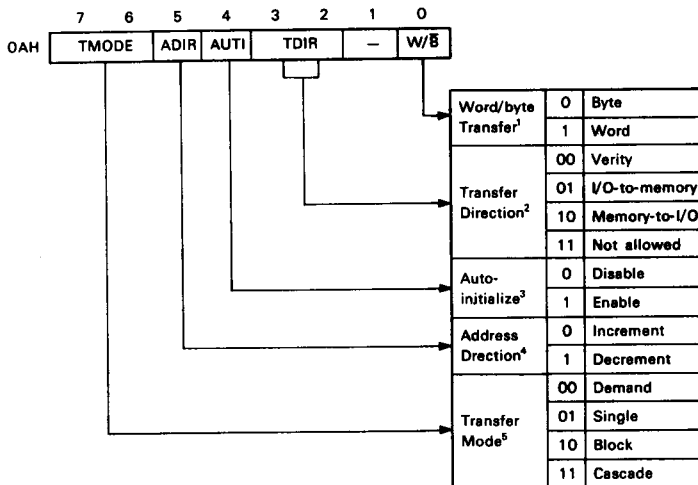 7 6 5 4 3 2 1 0
OAH TMODE ADIR AUTI TDIR — W/B̅
Word/byte
Transfer¹
0 Byte
1 Word
Transfer
Direction²
00 Verity
01 I/O-to-memory
10 Memory-to-I/O
11 Not allowed
Auto-
initialize³
0 Disable
1 Enable
Address
Drection⁴
0 Increment
1 Decrement
Transfer
Mode⁵
00 Demand
01 Single
10 Block
11 Cascade